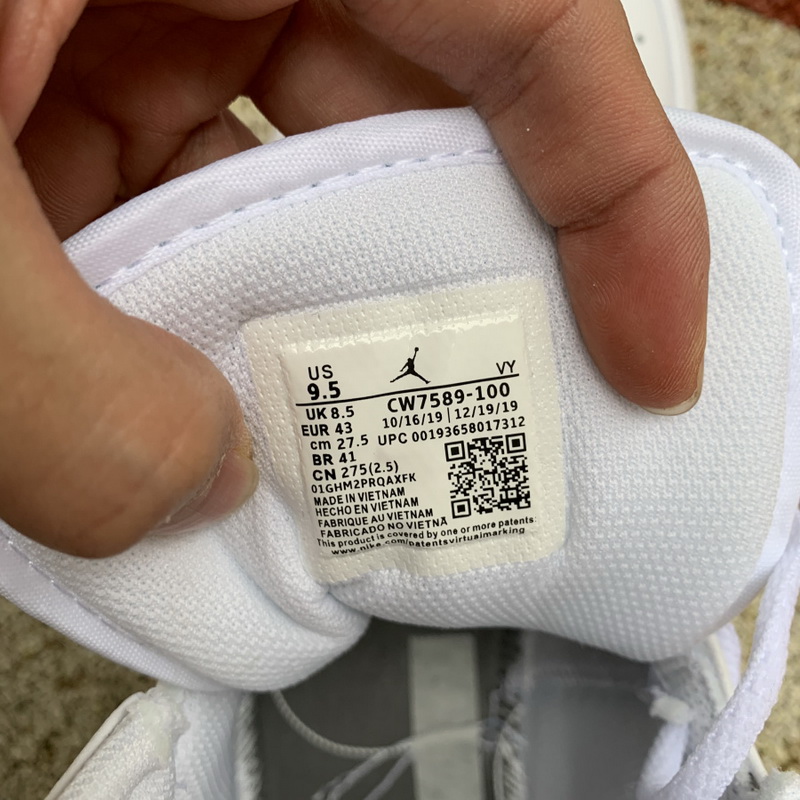 US VY
9.5
UK 8.5 CW7589-100
EUR 43 10/16/19 | 12/19/19
cm 27.5 UPC 00193658017312
BR 41
CN 275(2.5)
01GHM2PRQAXFK
MADE IN VIETNAM
HECHO EN VIETNAM
FABRIQUE AU VIETNAM
FABRICADO NO VIETNÃ
This product is covered by one or more patents:
www.nike.com/patentsvirtualmarking